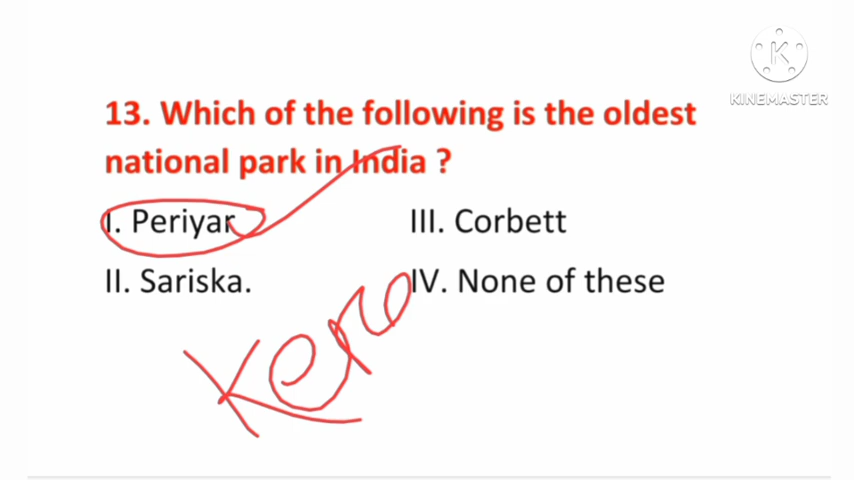 K
KINEMASTER
13. Which of the following is the oldest
national park in India ?
I. Periyar
III. Corbett
II. Sariska.
IV. None of these
Kera